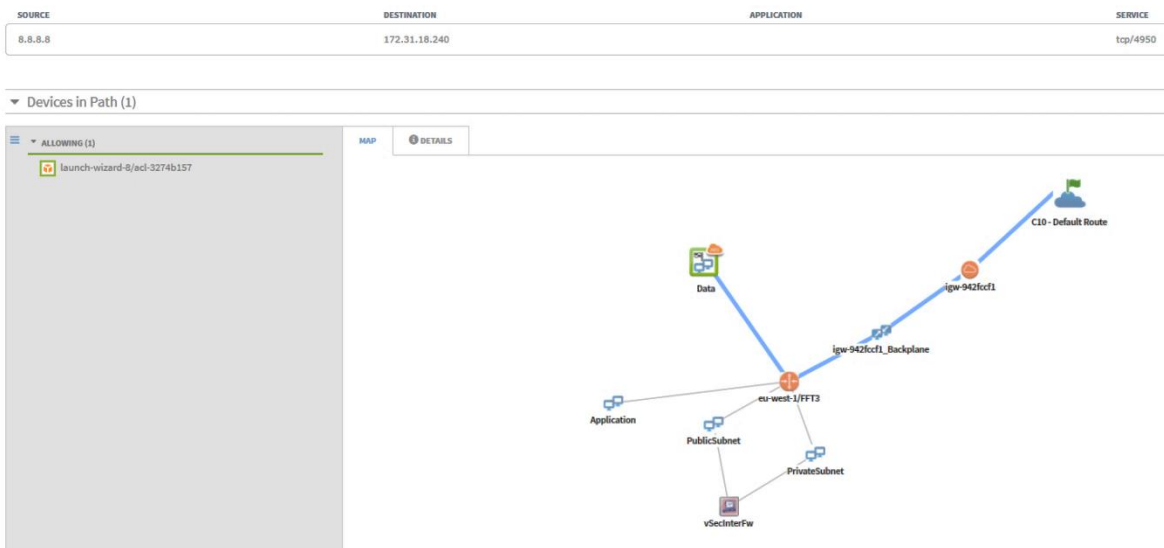 SOURCE DESTINATION APPLICATION SERVICE
8.8.8.8 172.31.18.240 tcp/4950
Devices in Path (1)
ALLOWING (1)
launch-wizard-8/acl-3274b157
MAP DETAILS
C10 - Default Route
igw-942fccf1
Data
igw-942fccf1_Backplane
eu-west-1/FFT3
Application
PublicSubnet
PrivateSubnet
vSecInterFw